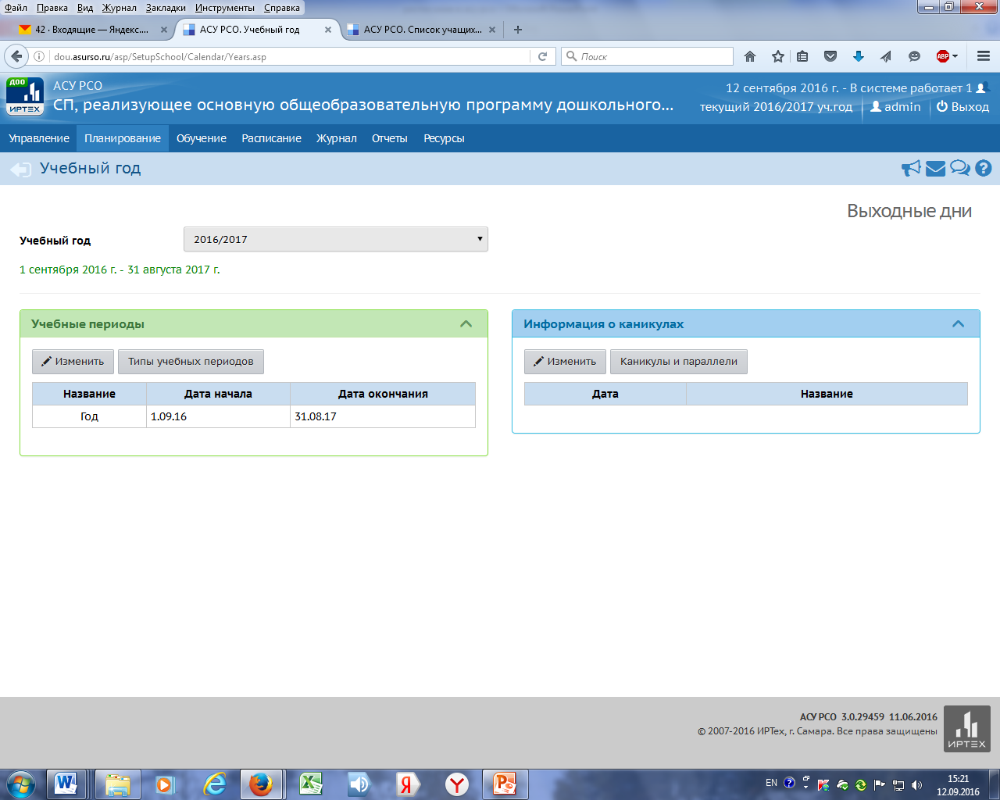 Файл Правка Вид Журнал Закладки Инструменты Справка
42 · Входящие — Яндекс.... АСУ РСО. Учебный год АСУ РСО. Список учащих...
dou.asurso.ru/asp/SetupSchool/Calendar/Years.asp Поиск ABP
ДОО
ИРТЕХ
АСУ РСО
СП, реализующее основную общеобразовательную программу дошкольного...
12 сентября 2016 г. - В системе работает 1
текущий 2016/2017 уч.год admin Выход
Управление Планирование Обучение Расписание Журнал Отчеты Ресурсы
Учебный год
Выходные дни
Учебный год 2016/2017
1 сентября 2016 г. - 31 августа 2017 г.
Учебные периоды
Изменить Типы учебных периодов
Название Дата начала Дата окончания
Год 1.09.16 31.08.17
Информация о каникулах
Изменить Каникулы и параллели
Дата Название
АСУ РСО 3.0.29459 11.06.2016
© 2007-2016 ИРТех, г. Самара. Все права защищены
ИРТЕХ
EN 15:21
12.09.2016